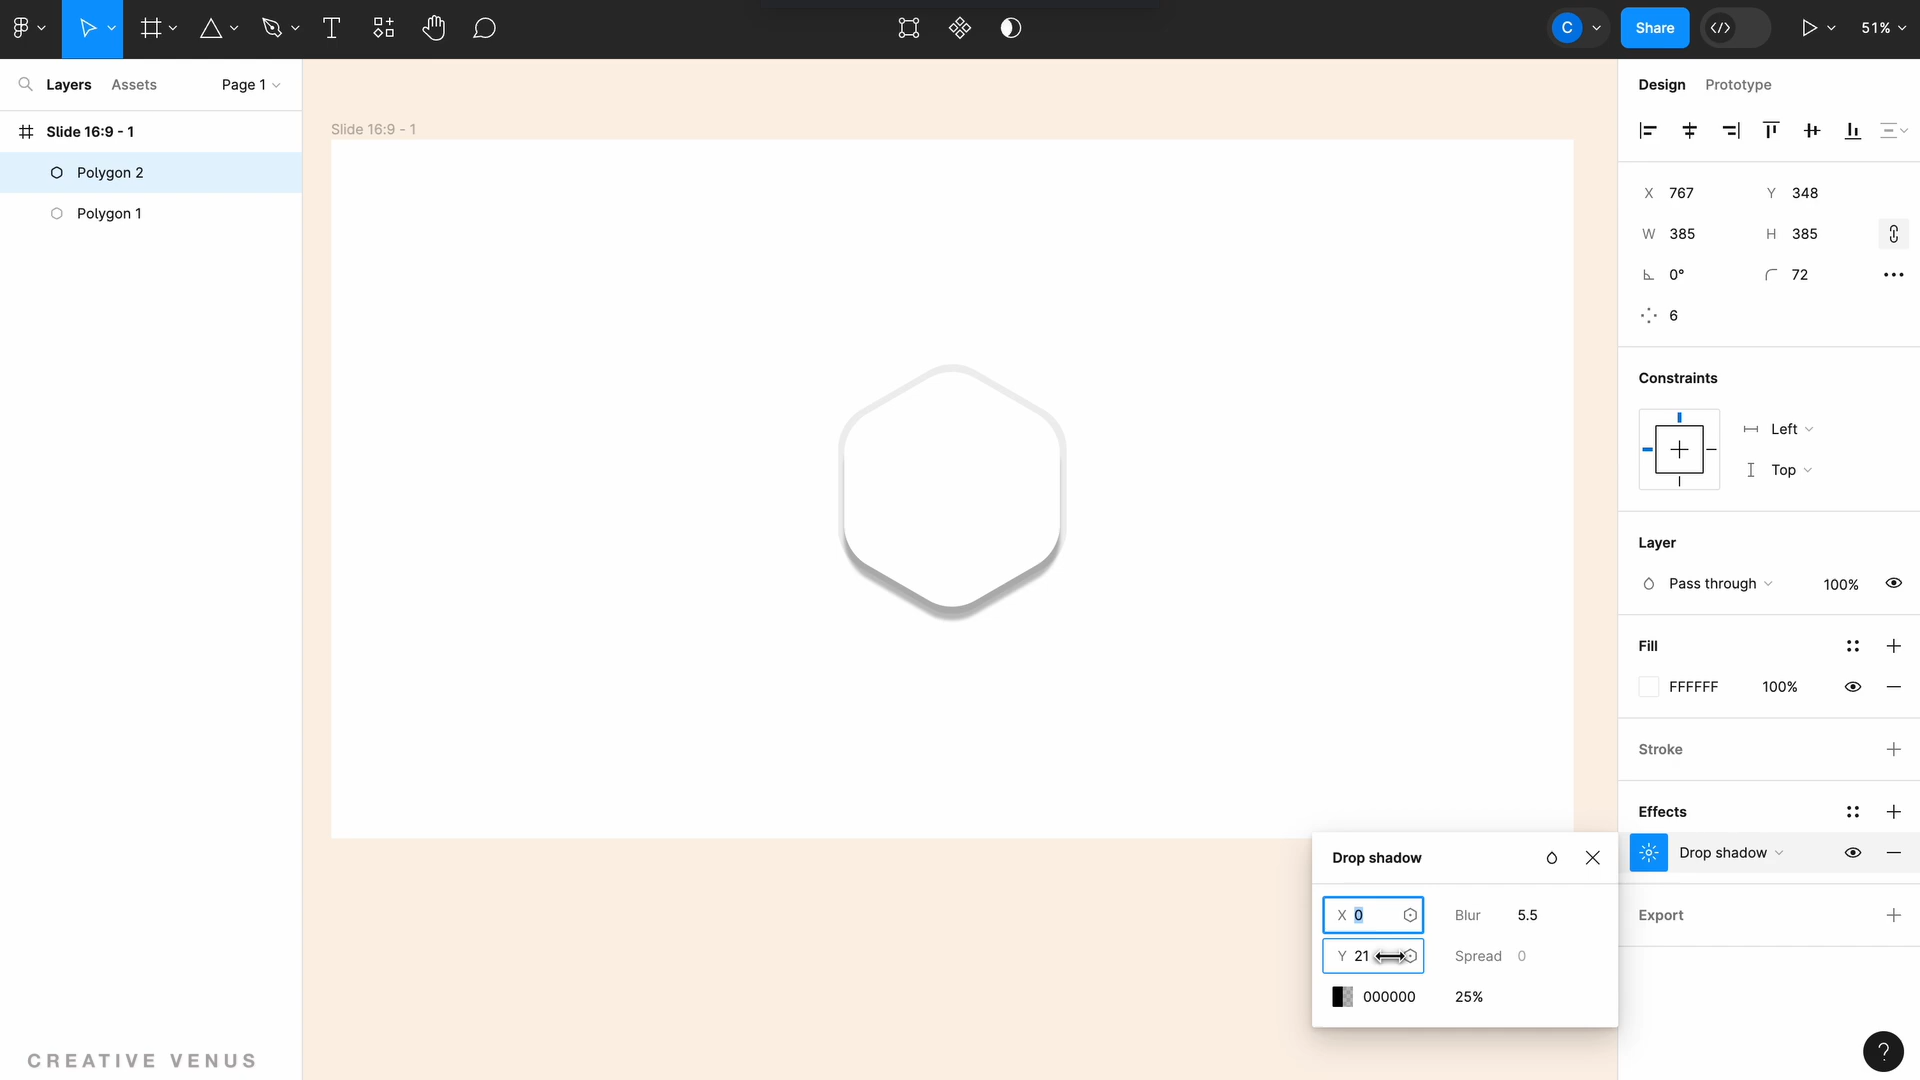 C
Share
51%
Layers
Assets
Page 1
Slide 16:9 - 1
Polygon 2
Polygon 1
Slide 16:9 - 1
Design
Prototype
X 767
Y 348
W 385
H 385
0°
72
6
Constraints
Left
Top
Layer
Pass through
100%
Fill
FFFFFF
100%
Stroke
Effects
Drop shadow
Export
Drop shadow
X 0
Blur 5.5
Y 21
Spread 0
000000
25%
?
CREATIVE VENUS